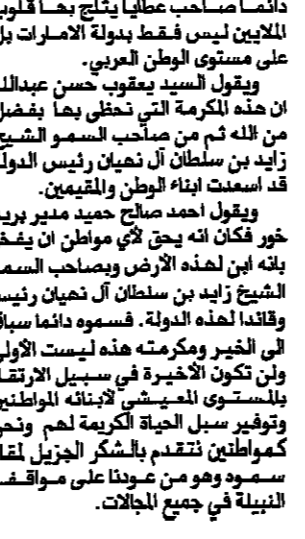 دائما صاحب عطايا يثلج بها قلوب
الملايين ليس فقط بدولة الامارات بل
على مستوى الوطن العربي.
ويقول السيد يعقوب حسن عبدالله
ان هذه المكرمة التي نحظى بها بفضل
من الله ثم من صاحب السمو الشيخ
زايد بن سلطان آل نهيان رئيس الدولة
قد اسعدت ابناء الوطن والمقيمين.
ويقول احمد صالح حميد مدير بريد
خور فكان انه يحق لأي مواطن ان يفخر
بانه ابن لهذه الأرض وبصاحب السمو
الشيخ زايد بن سلطان آل نهيان رئيسا
وقائدا لهذه الدولة. فسموه دائما سباق
الى الخير ومكرمته هذه ليست الأولى
ولن تكون الأخيرة في سبيل الارتقاء
بالمستوى المعيشي لأبنائه المواطنين
وتوفير سبل الحياة الكريمة لهم ونحن
كمواطنين نتقدم بالشكر الجزيل لمقام
سموه وهو من عودنا على مواقفه
النبيلة في جميع المجالات.